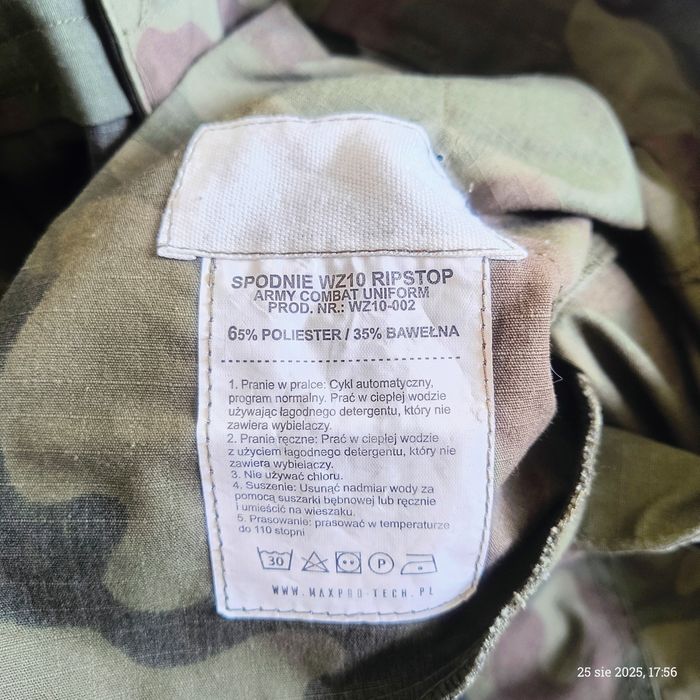 SPODNIE WZ10 RIPSTOP
ARMY COMBAT UNIFORM
PROD. NR.: WZ10-002
65% POLIESTER / 35% BAWEŁNA
1. Pranie w pralce: Cykl automatyczny,
program normalny. Prać w ciepłej wodzie
używając łagodnego detergentu, który nie
zawiera wybielaczy.
2. Pranie ręczne: Prać w ciepłej wodzie
z użyciem łagodnego detergentu, który nie
zawiera wybielaczy.
3. Nie używać chloru.
4. Suszenie: Usunąć nadmiar wody za
pomocą suszarki bębnowej lub ręcznie
i umieścić na wieszaku.
5. Prasowanie: prasować w temperaturze
do 110 stopni
30 P
WWW.MAXPRO-TECH.PL
25 sie 2025, 17:56